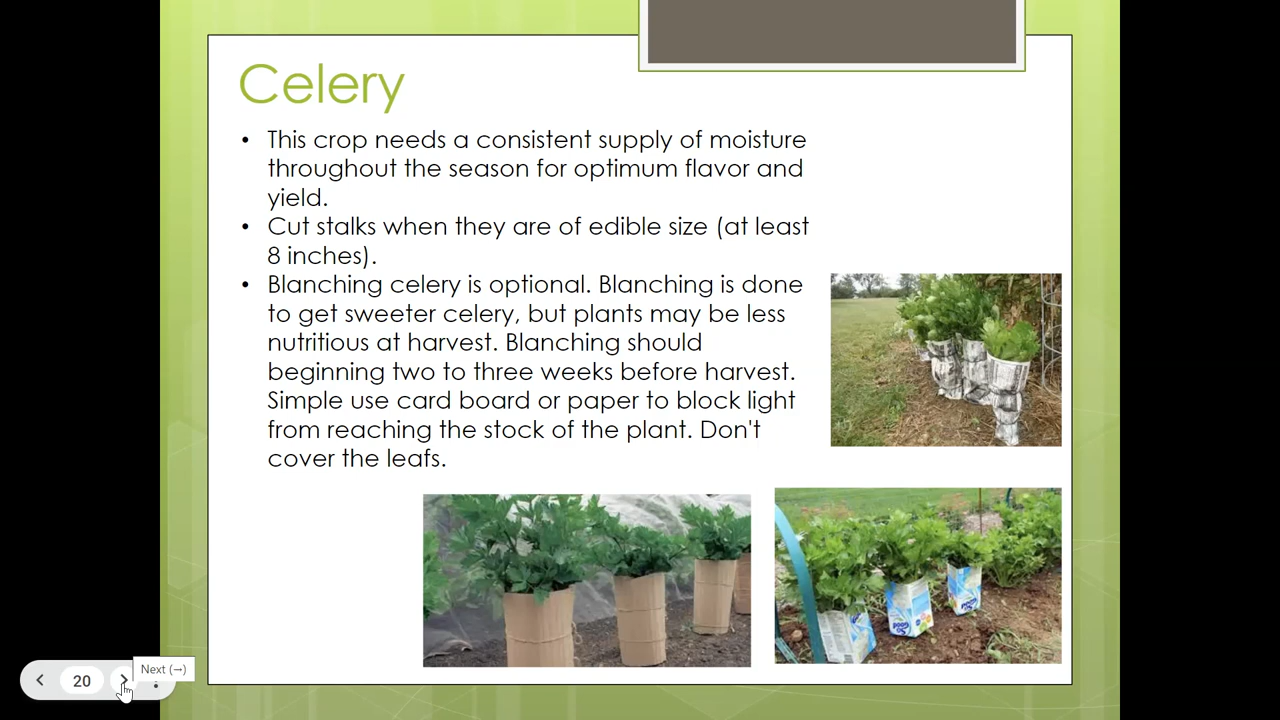 Celery
• This crop needs a consistent supply of moisture
throughout the season for optimum flavor and
yield.
• Cut stalks when they are of edible size (at least
8 inches).
• Blanching celery is optional. Blanching is done
to get sweeter celery, but plants may be less
nutritious at harvest. Blanching should
beginning two to three weeks before harvest.
Simple use card board or paper to block light
from reaching the stock of the plant. Don't
cover the leafs.
So
Good
So
Good
Next (→)
20